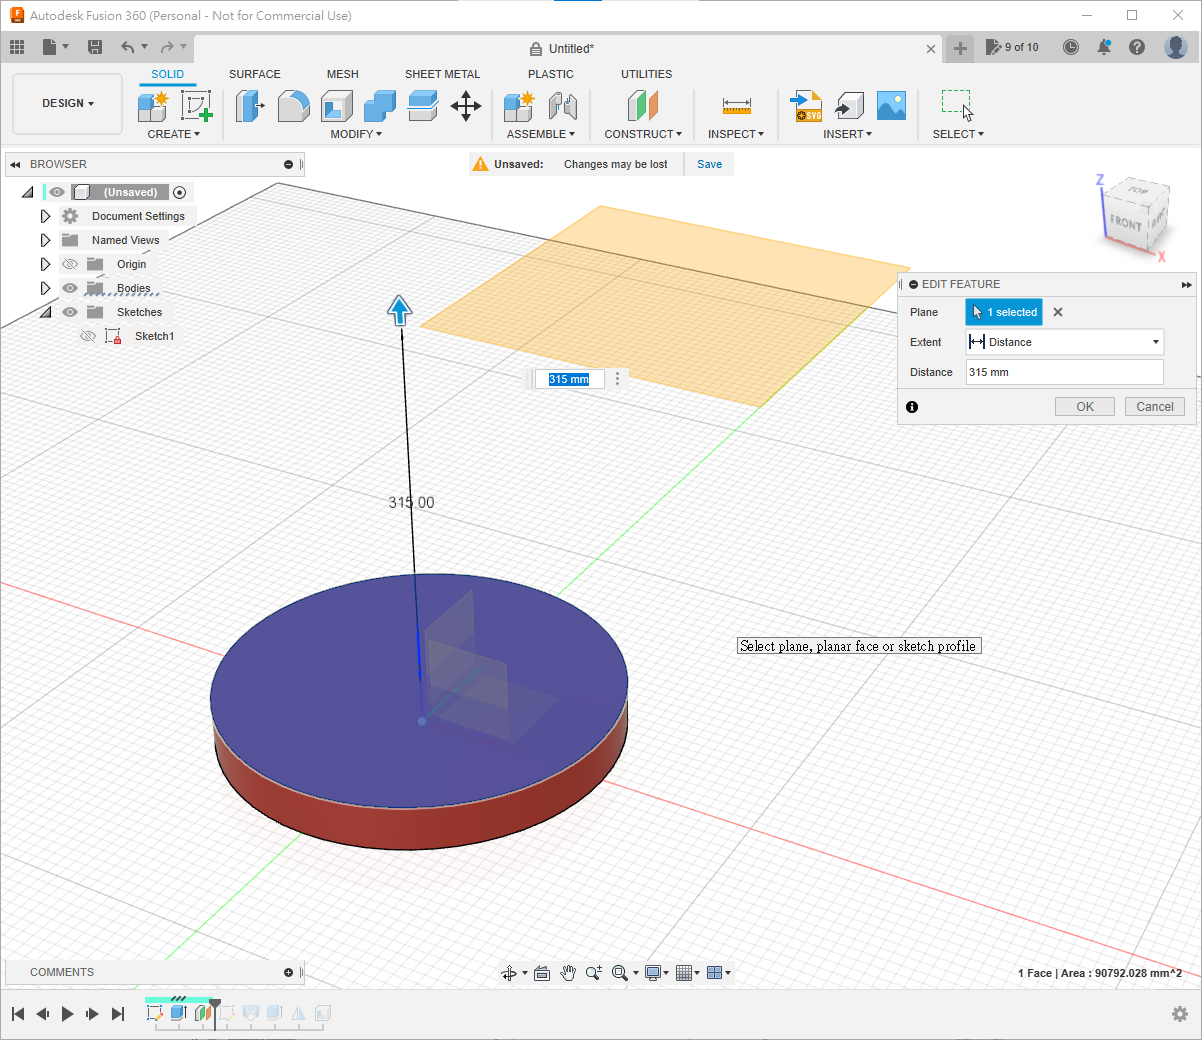 Autodesk Fusion 360 (Personal - Not for Commercial Use)
Untitled*
9 of 10
SOLID
SURFACE
MESH
SHEET METAL
PLASTIC
UTILITIES
DESIGN
CREATE
MODIFY
ASSEMBLE
CONSTRUCT
INSPECT
SVG
INSERT
SELECT
BROWSER
Unsaved:
Changes may be lost
Save
(Unsaved)
Document Settings
Named Views
Origin
Bodies
Sketches
Sketch1
Z
TOP
FRONT
X
EDIT FEATURE
Plane
1 selected
Extent
Distance
Distance
315 mm
OK
Cancel
315 mm
315.00
Select plane, planar face or sketch profile
COMMENTS
1 Face | Area : 90792.028 mm^2